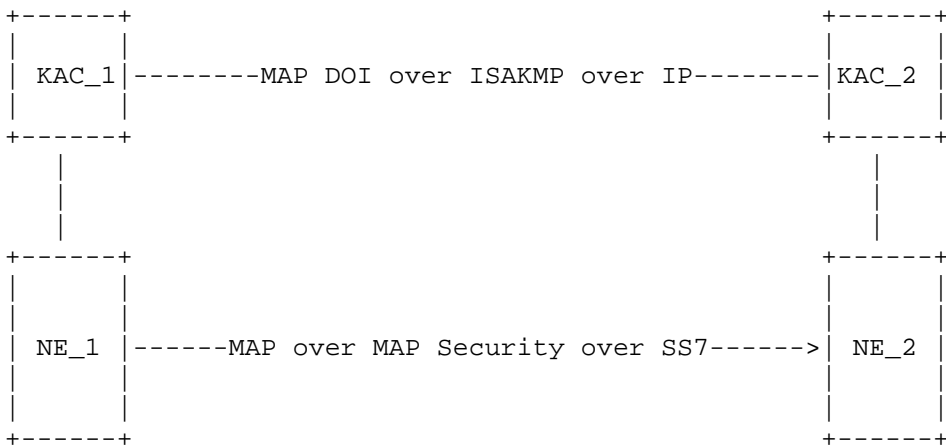 KAC_1 MAP DOI over ISAKMP over IP KAC_2
NE_1 MAP over MAP Security over SS7 NE_2